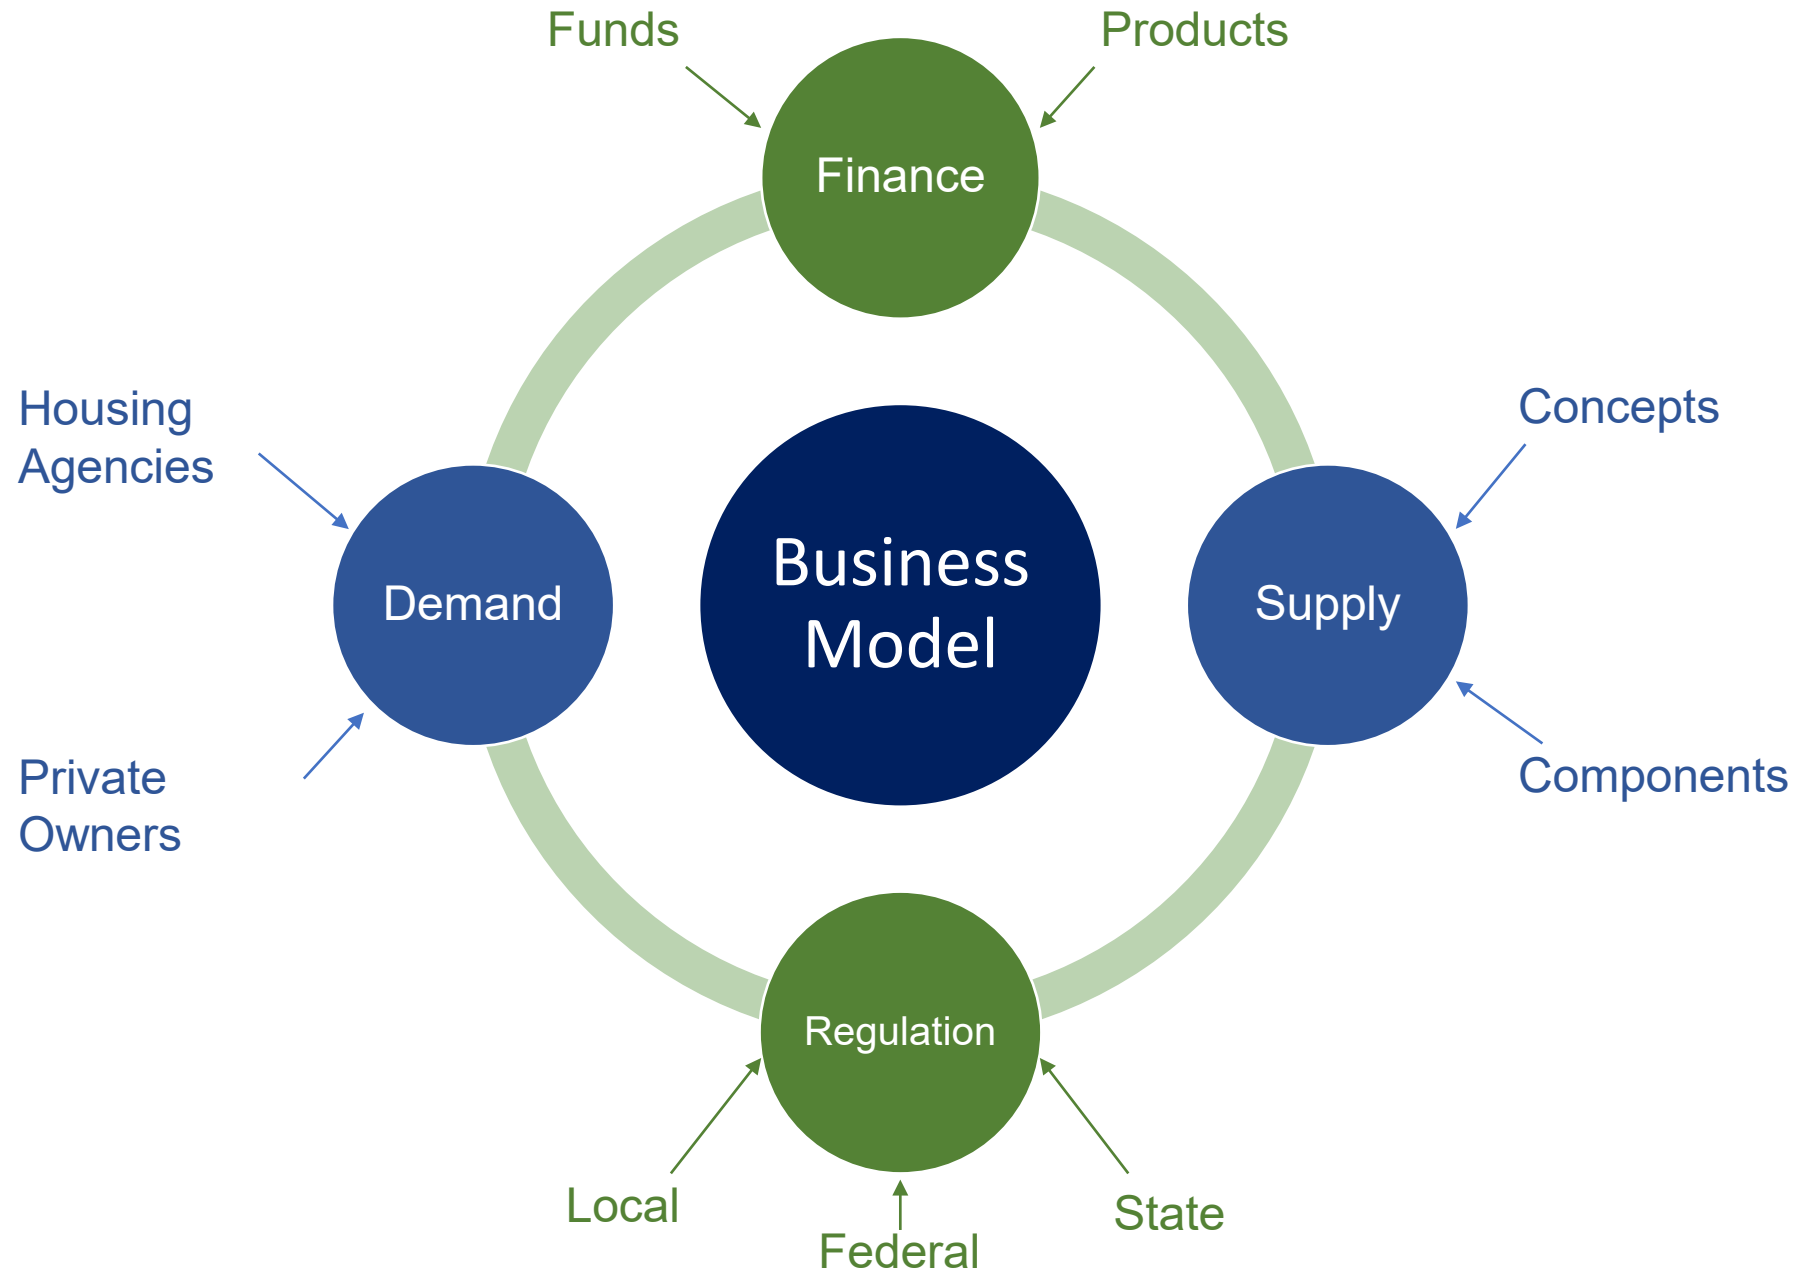 Funds
Products
Finance
Housing
Agencies
Concepts
Demand
Business
Model
Supply
Private
Owners
Components
Regulation
Local
State
Federal